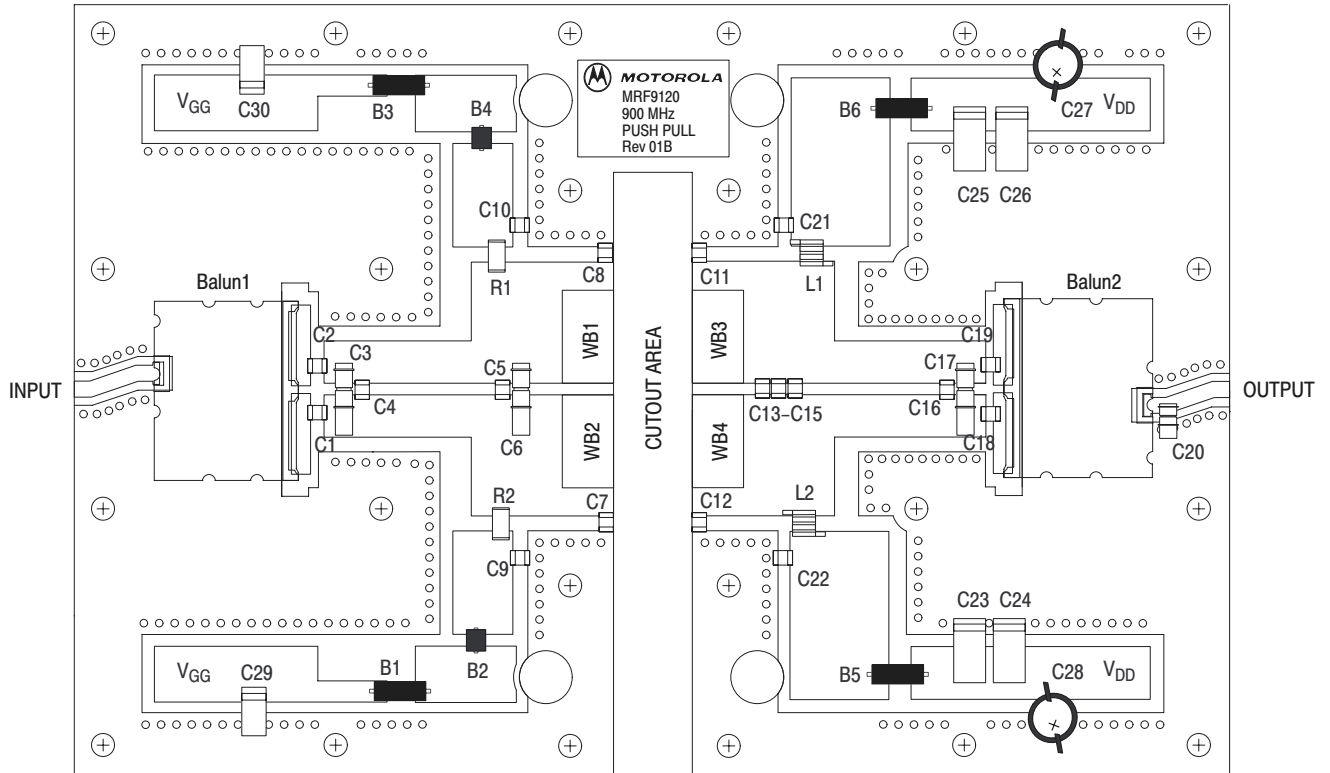 MOTOROLA
MRF9120
900 MHz
PUSH PULL
Rev 01B
VGG
C30
B3
B4
B6
C27
VDD
C25
C26
C10
C21
Balun1
R1
C8
C11
L1
Balun2
C2
C3
C5
WB1
WB3
C17
C19
INPUT
C4
CUTOUT AREA
C13–C15
C16
OUTPUT
C1
C6
WB2
WB4
C18
C20
R2
C7
C12
L2
C9
C22
C23
C24
VGG
C29
B1
B2
B5
C28
VDD